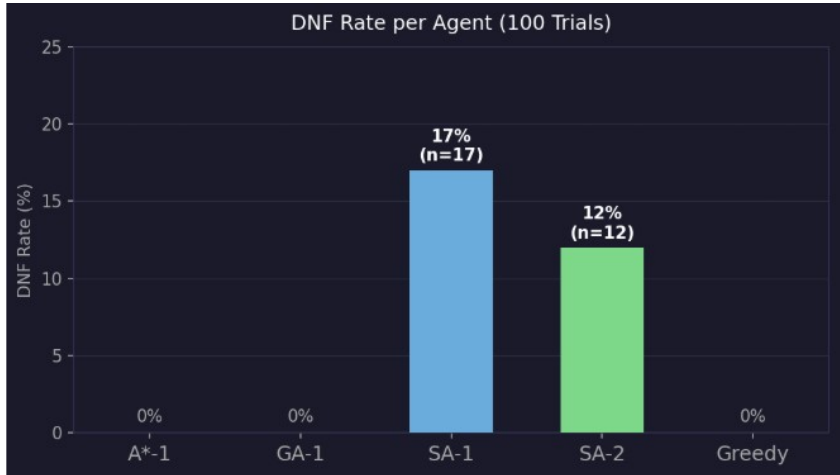 DNF Rate per Agent (100 Trials)
DNF Rate (%)
25
20
15
10
5
0
0%
0%
17%
(n=17)
12%
(n=12)
0%
A*-1
GA-1
SA-1
SA-2
Greedy